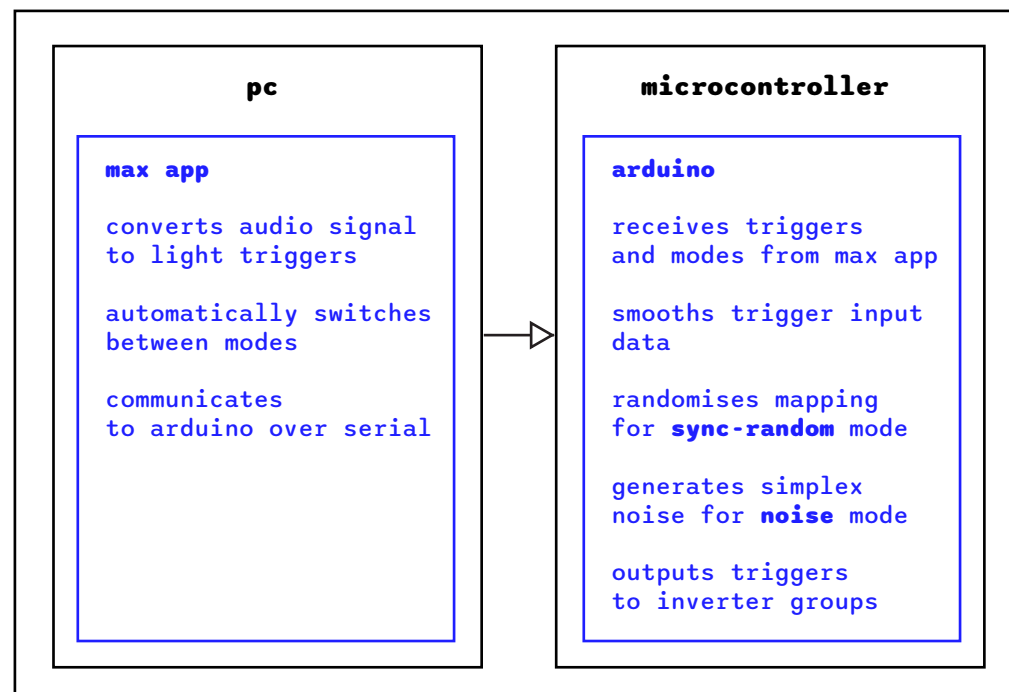 pc
max app
converts audio signal
to light triggers
automatically switches
between modes
communicates
to arduino over serial
microcontroller
arduino
receives triggers
and modes from max app
smooths trigger input
data
randomises mapping
for sync-random mode
generates simplex
noise for noise mode
outputs triggers
to inverter groups